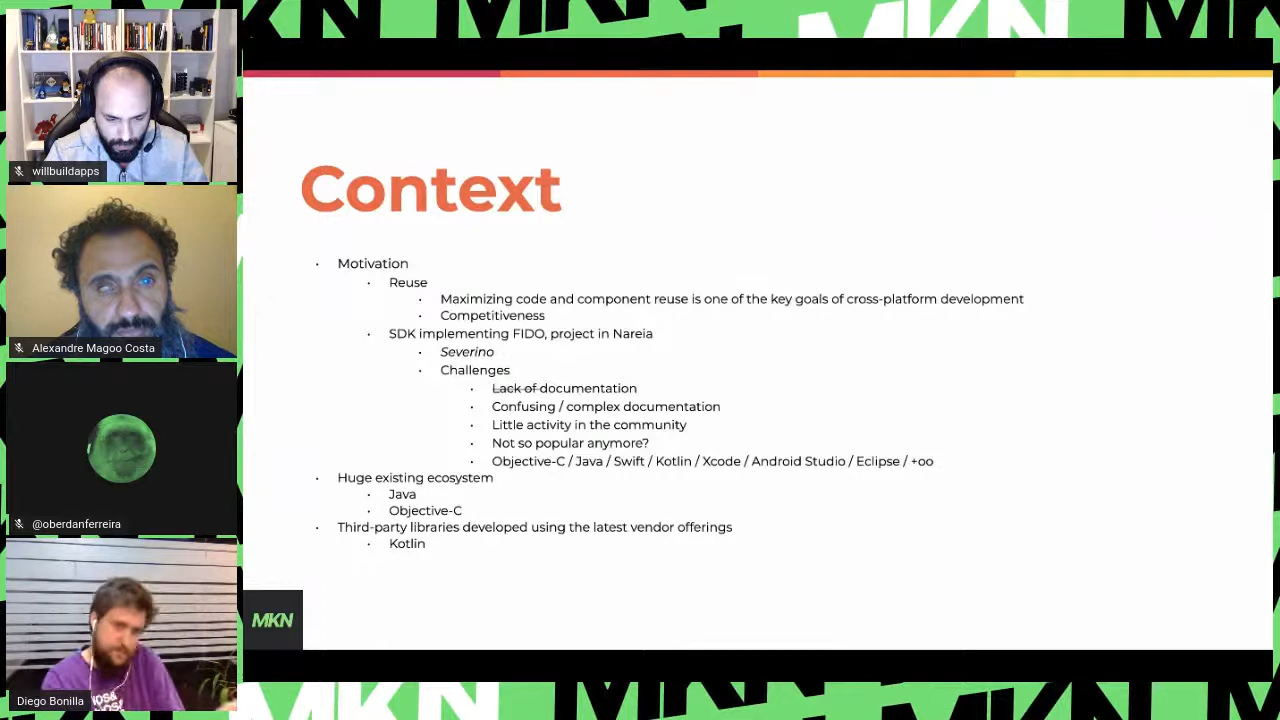 MKN
willbuildapps
Alexandre Magoo Costa
@oberdanferreira
Diego Bonilla
Context
Motivation
Reuse
Maximizing code and component reuse is one of the key goals of cross-platform development
Competitiveness
SDK implementing FIDO, project in Nareia
Severino
Challenges
Lack of documentation
Confusing / complex documentation
Little activity in the community
Not so popular anymore?
Objective-C / Java / Swift / Kotlin / Xcode / Android Studio / Eclipse / +oo
Huge existing ecosystem
Java
Objective-C
Third-party libraries developed using the latest vendor offerings
Kotlin
MKN
MKN